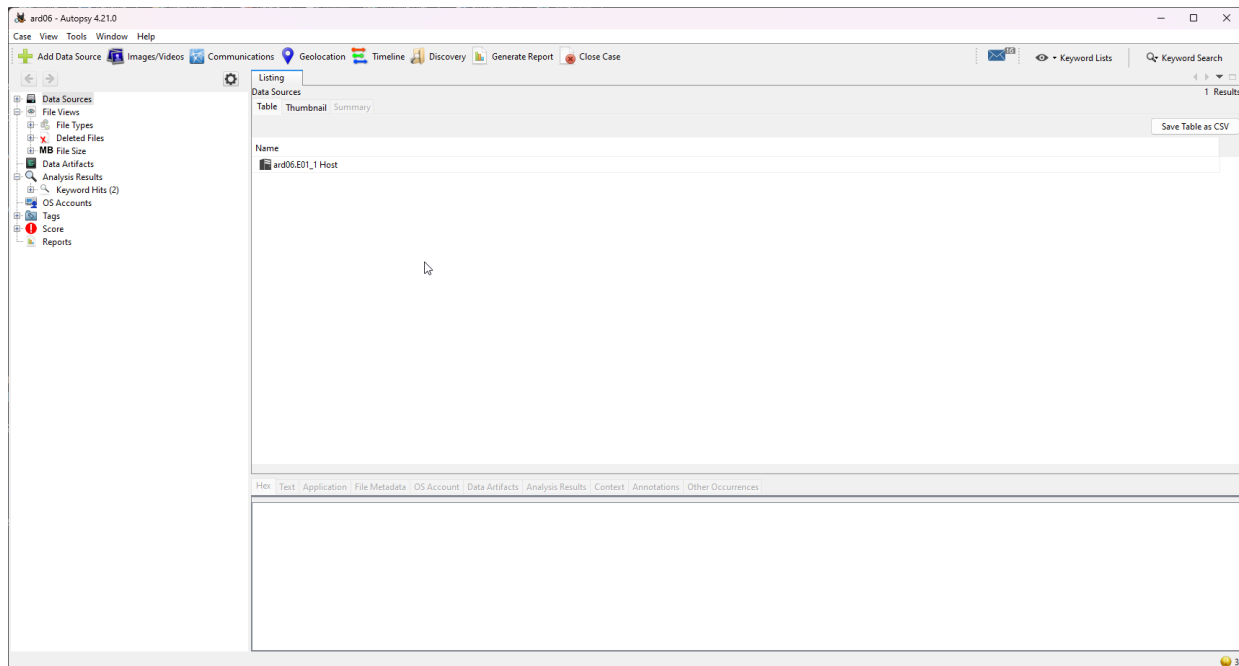 ard06 - Autopsy 4.21.0
Case View Tools Window Help
Add Data Source Images/Videos Communications Geolocation Timeline Discovery Generate Report Close Case 16 Keyword Lists Keyword Search
Listing
Data Sources 1 Results
Table Thumbnail Summary
Save Table as CSV
Name
ard06.E01_1 Host
Data Sources
File Views
File Types
Deleted Files
MB File Size
Data Artifacts
Analysis Results
Keyword Hits (2)
OS Accounts
Tags
Score
Reports
Hex Text Application File Metadata OS Account Data Artifacts Analysis Results Context Annotations Other Occurrences
3